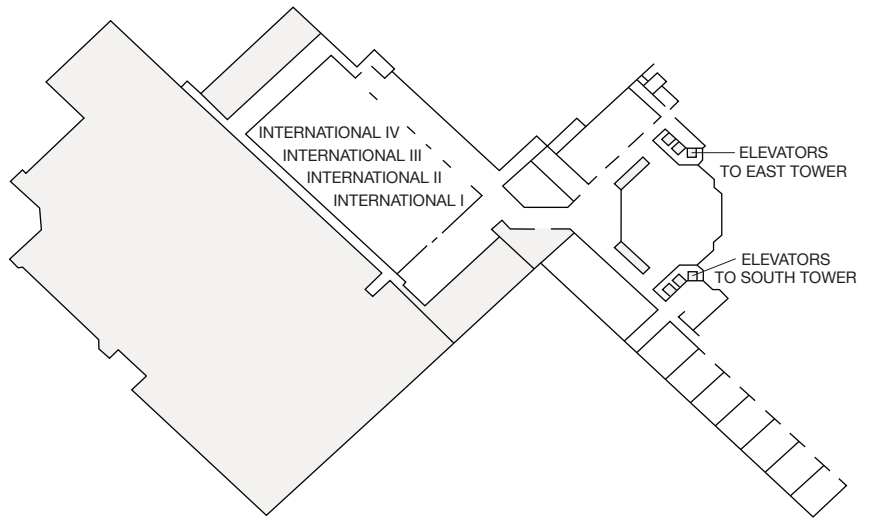 INTERNATIONAL IV
INTERNATIONAL III
INTERNATIONAL II
INTERNATIONAL I
ELEVATORS
TO EAST TOWER
ELEVATORS
TO SOUTH TOWER